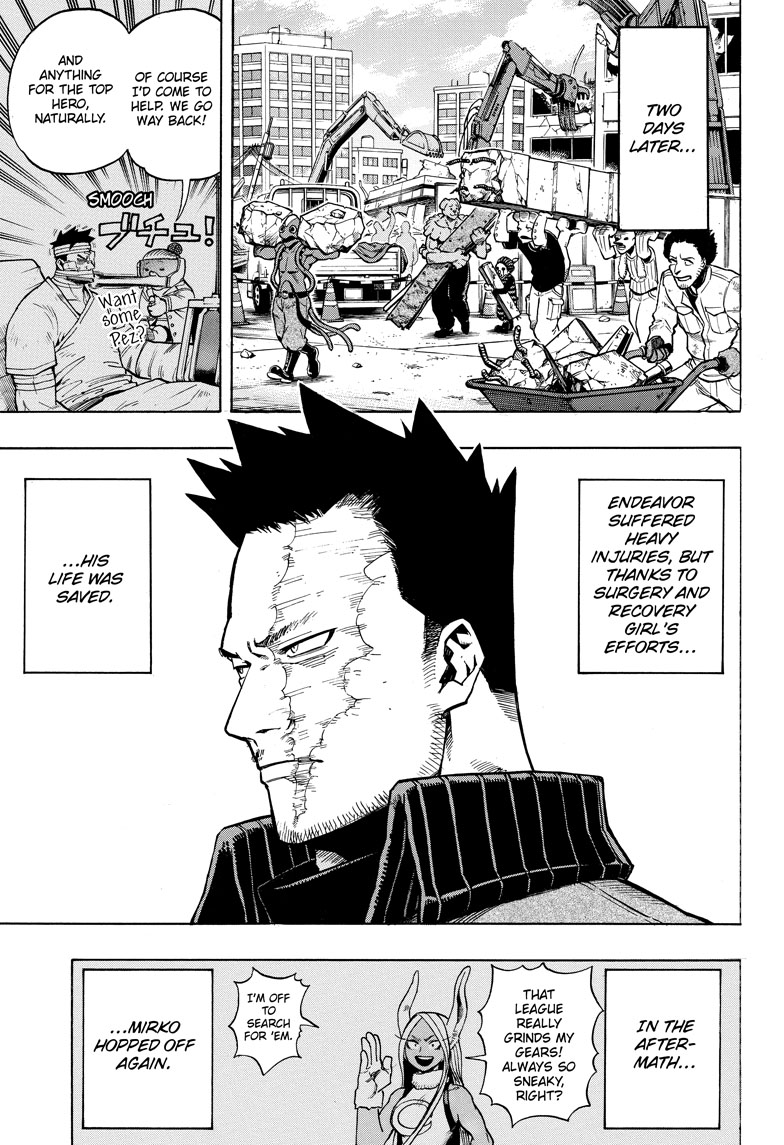 TWO
DAYS
LATER...
OF COURSE
I'D COME TO
HELP. WE GO
WAY BACK!
AND
ANYTHING
FOR THE TOP
HERO,
NATURALLY.
SMOOCH
ブチュ!
Want
some
Pez?
ENDEAVOR
SUFFERED
HEAVY
INJURIES, BUT
THANKS TO
SURGERY AND
RECOVERY
GIRL'S
EFFORTS...
...HIS
LIFE WAS
SAVED.
IN THE
AFTER-
MATH...
THAT
LEAGUE
REALLY
GRINDS MY
GEARS!
ALWAYS SO
SNEAKY,
RIGHT?
I'M OFF
TO
SEARCH
FOR 'EM.
...MIRKO
HOPPED OFF
AGAIN.